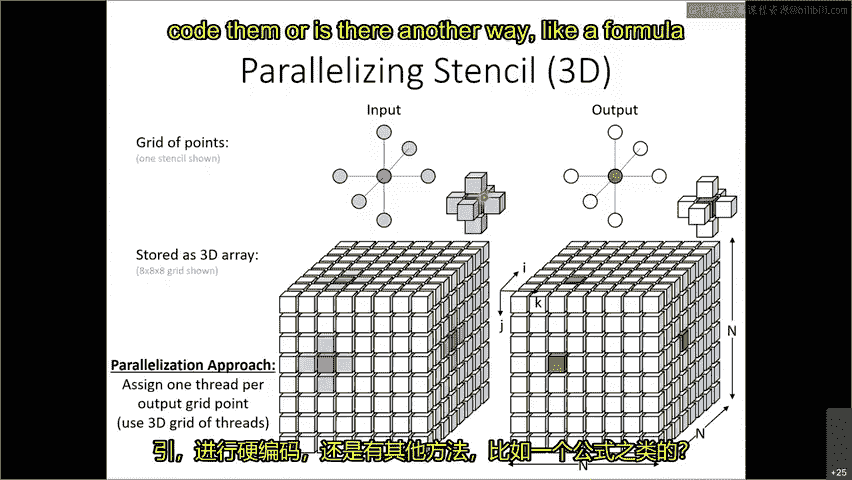 code them or is there another way, like a formula
Parallelizing Stencil (3D)
Input
Output
Grid of points:
(one stencil shown)
Stored as 3D array:
(8x8x8 grid shown)
i
k
j
N
N
N
Parallelization Approach:
Assign one thread per
output grid point
(use 3D grid of threads)
引，进行硬编码，还是有其他方法，比如一个公式之类的？
+25